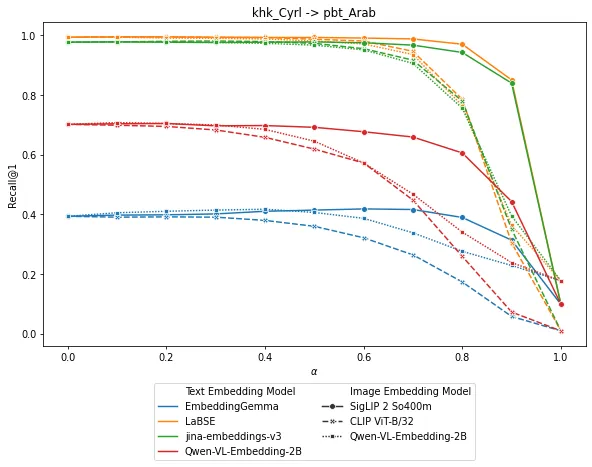 khk_Cyrl -> pbt_Arab
Recall@1
1.0
0.8
0.6
0.4
0.2
0.0
0.0 0.2 0.4 0.6 0.8 1.0
α
Text Embedding Model
EmbeddingGemma
LaBSE
jina-embeddings-v3
Qwen-VL-Embedding-2B
Image Embedding Model
SigLIP 2 So400m
CLIP ViT-B/32
Qwen-VL-Embedding-2B